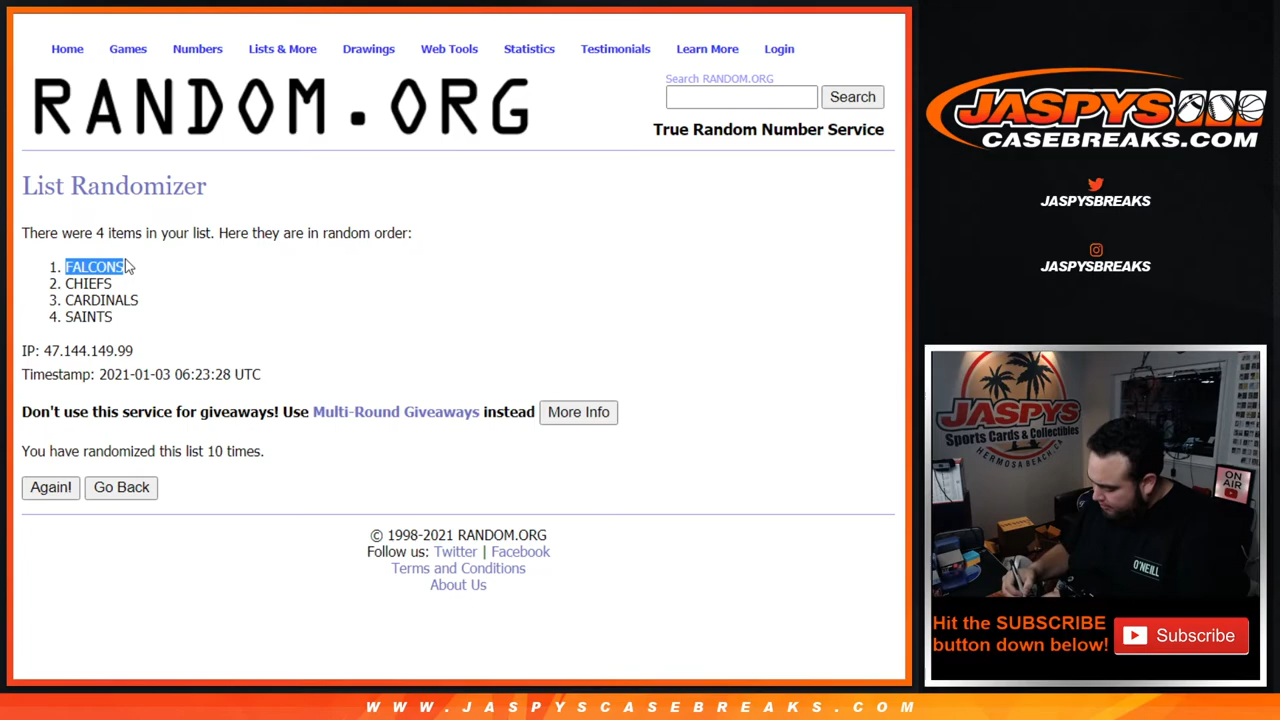 Home Games Numbers Lists & More Drawings Web Tools Statistics Testimonials Learn More Login
RANDOM.ORG
Search RANDOM.ORG
Search
True Random Number Service
List Randomizer
There were 4 items in your list. Here they are in random order:
1. FALCONS
2. CHIEFS
3. CARDINALS
4. SAINTS
IP: 47.144.149.99
Timestamp: 2021-01-03 06:23:28 UTC
Don't use this service for giveaways! Use Multi-Round Giveaways instead More Info
You have randomized this list 10 times.
Again! Go Back
© 1998-2021 RANDOM.ORG
Follow us: Twitter | Facebook
Terms and Conditions
About Us
JASPYS
CASEBREAKS.COM
JASPYSBREAKS
JASPYSBREAKS
JASPYS
Sports Cards & Collectibles
HERMOSA BEACH, CA
ON
AIR
O'NEILL
Hit the SUBSCRIBE
button down below!
Subscribe
WWW.JASPYSCASEBREAKS.COM